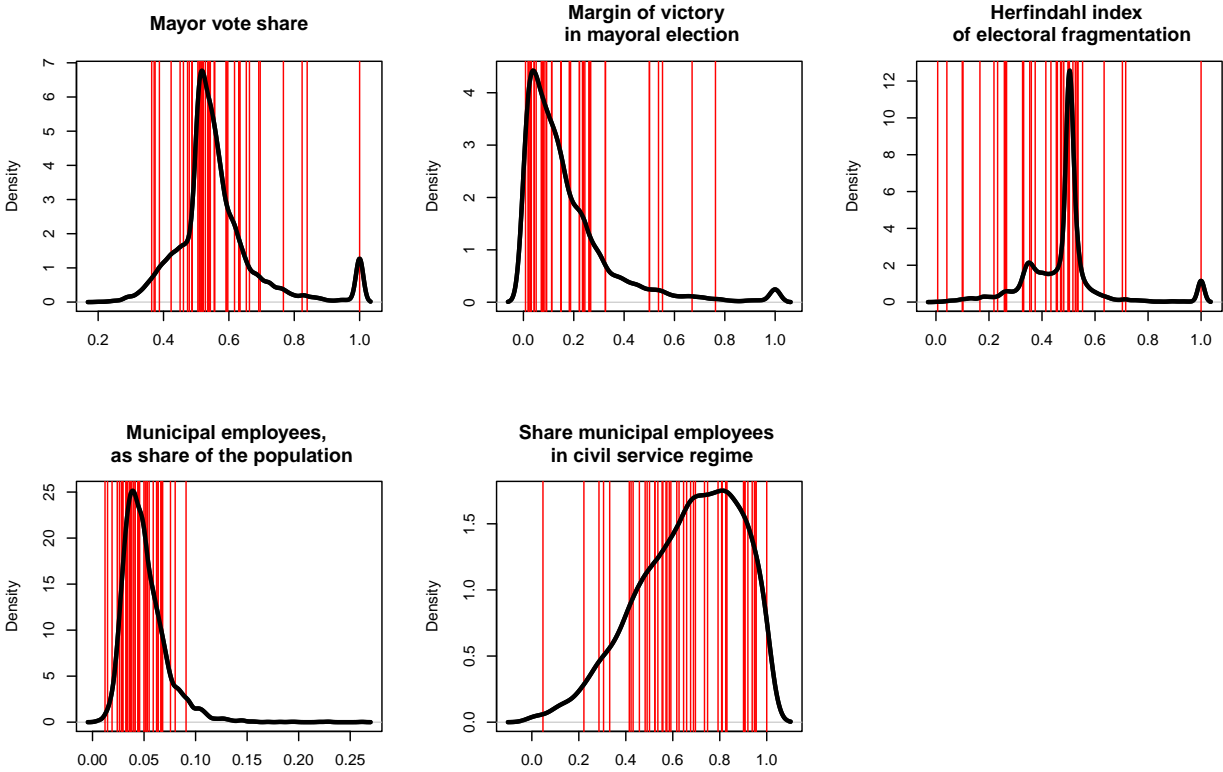 Mayor vote share
Density
0 1 2 3 4 5 6 7
0.2 0.4 0.6 0.8 1.0
Margin of victory
in mayoral election
0 1 2 3 4
0.0 0.2 0.4 0.6 0.8 1.0
Herfindahl index
of electoral fragmentation
Density
0 2 4 6 8 10 12
0.0 0.2 0.4 0.6 0.8 1.0
Municipal employees,
as share of the population
Density
0 5 10 15 20 25
0.00 0.05 0.10 0.15 0.20 0.25
Share municipal employees
in civil service regime
Density
0.0 0.5 1.0 1.5
0.0 0.2 0.4 0.6 0.8 1.0
Density